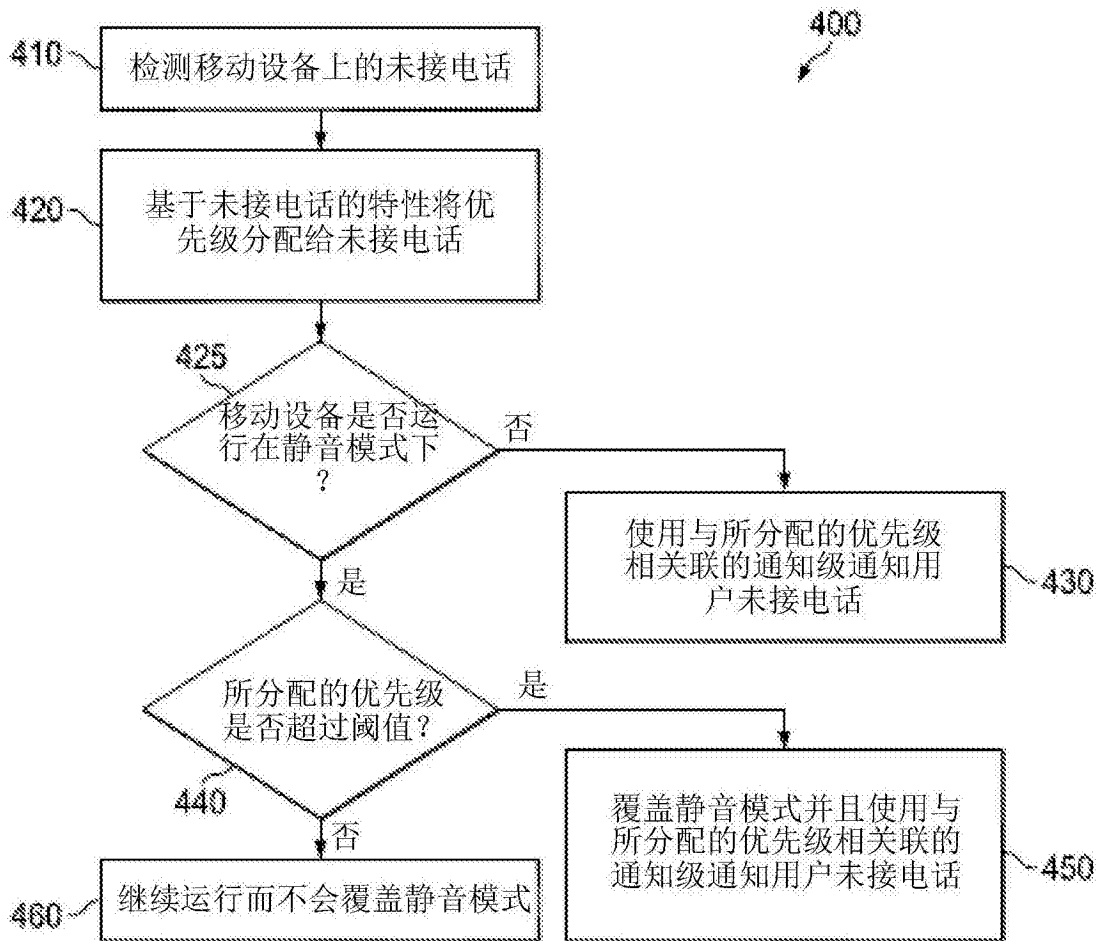 400
410
检测移动设备上的未接电话
420
基于未接电话的特性将优
先级分配给未接电话
425
移动设备是否运
行在静音模式下
？
否
使用与所分配的优先级
相关联的通知级通知用
户未接电话
430
是
所分配的优先级
是否超过阈值？
440
是
覆盖静音模式并且使用与
所分配的优先级相关联的
通知级通知用户未接电话
450
否
460
继续运行而不会覆盖静音模式